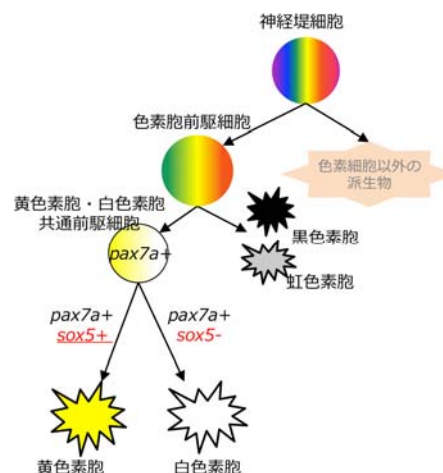 神経堤細胞
色素胞前駆細胞
色素細胞以外の
派生物
黄色素胞・白色素胞
共通前駆細胞
pax7a+
黒色素胞
虹色素胞
pax7a+
sox5+
pax7a+
sox5-
黄色素胞
白色素胞